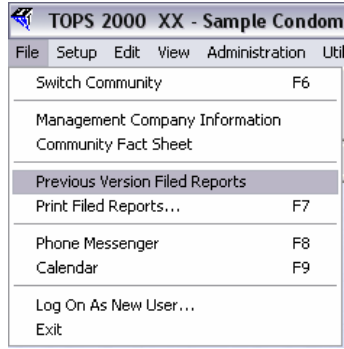 TOPS 2000 XX - Sample Condom
File Setup Edit View Administration Util
Switch Community F6
Management Company Information
Community Fact Sheet
Previous Version Filed Reports
Print Filed Reports... F7
Phone Messenger F8
Calendar F9
Log On As New User...
Exit